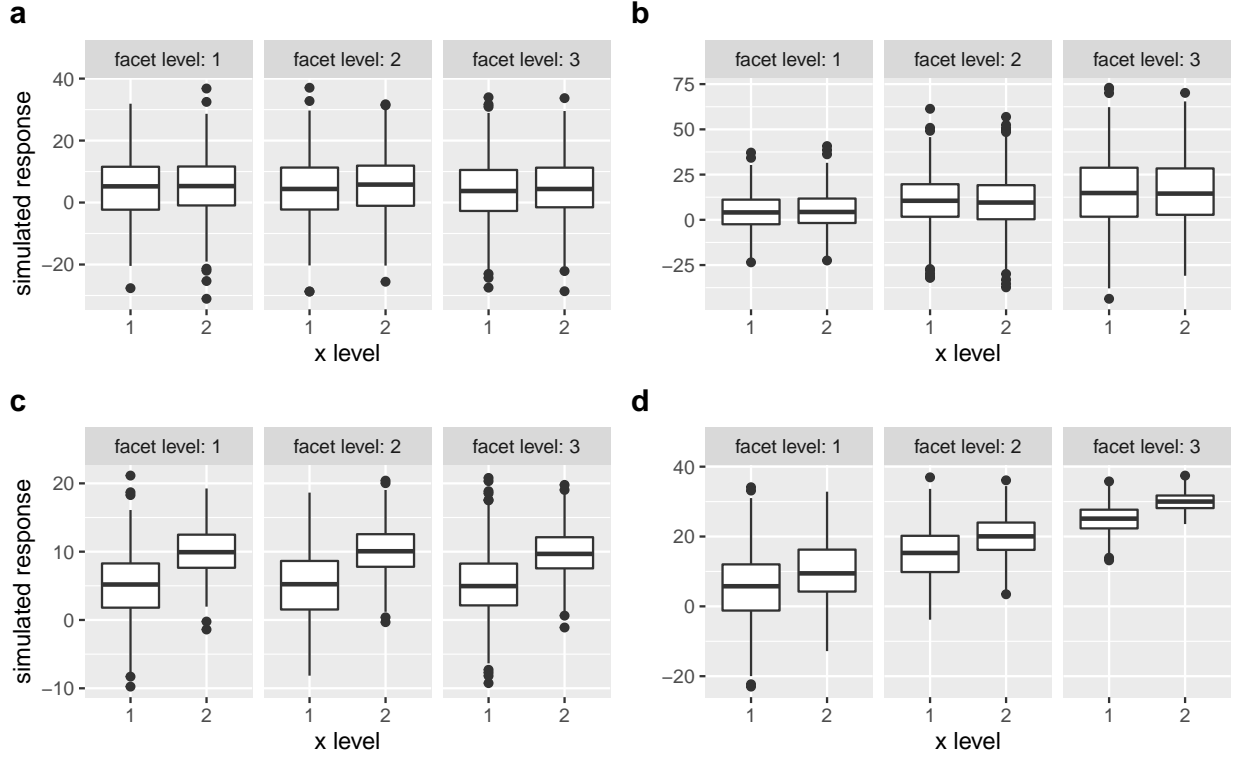 a
facet level: 1 facet level: 2 facet level: 3
40
20
0
−20
simulated response
1 2 1 2 1 2
x level
b
facet level: 1 facet level: 2 facet level: 3
75
50
25
0
−25
1 2 1 2 1 2
x level
c
facet level: 1 facet level: 2 facet level: 3
20
10
0
−10
simulated response
1 2 1 2 1 2
x level
d
facet level: 1 facet level: 2 facet level: 3
40
20
0
−20
1 2 1 2 1 2
x level